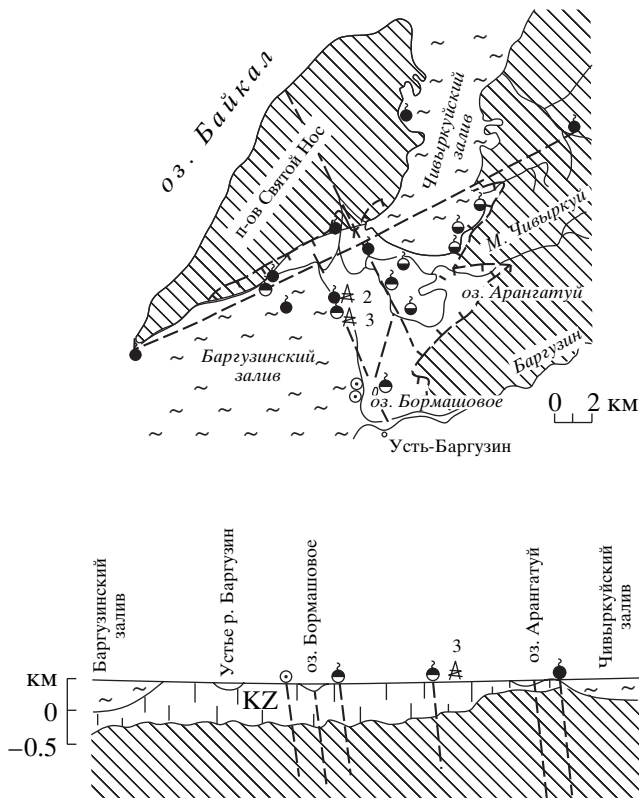 оз. Байкал
п-ов Святой Нос
Чивыркуйский
залив
М. Чивыркуй
оз. Арангатуй
2
3
Баргузинский
залив
Баргузин
оз. Бормашовое
0 2 км
Усть-Баргузин
Баргузинский
залив
Устье р. Баргузин
оз. Бормашовое
3
оз. Арангатуй
Чивыркуйский
залив
км
KZ
0
−0.5